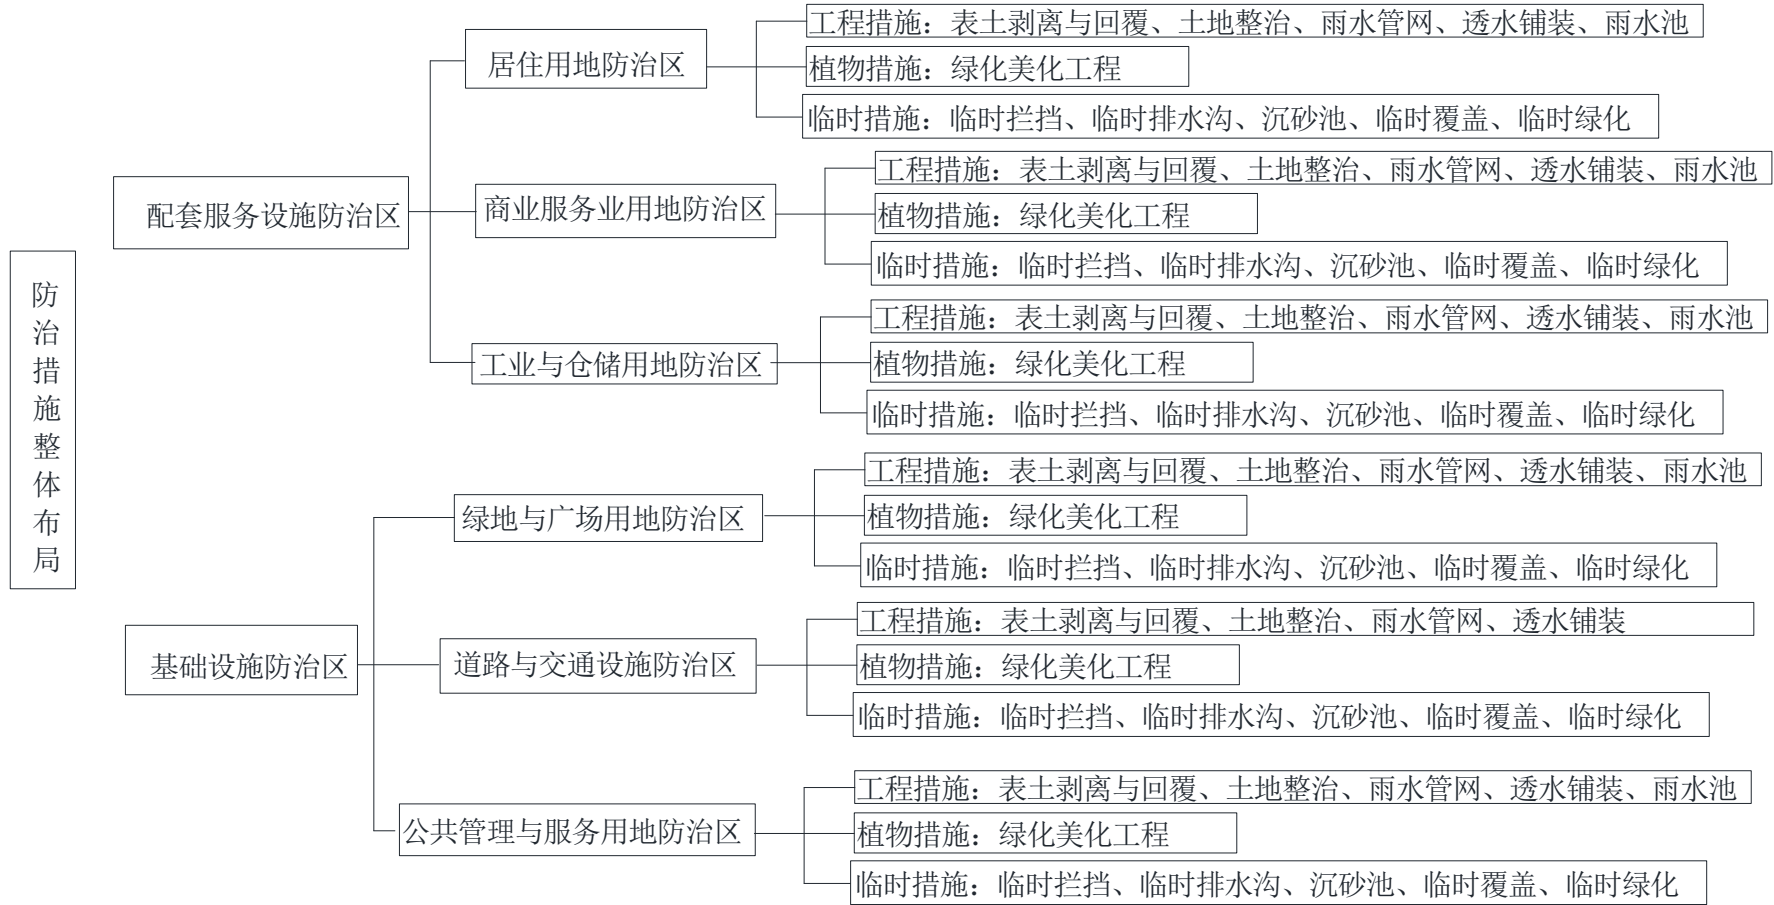 防治措施整体布局
配套服务设施防治区
居住用地防治区
工程措施：表土剥离与回覆、土地整治、雨水管网、透水铺装、雨水池
植物措施：绿化美化工程
临时措施：临时拦挡、临时排水沟、沉砂池、临时覆盖、临时绿化
商业服务业用地防治区
工程措施：表土剥离与回覆、土地整治、雨水管网、透水铺装、雨水池
植物措施：绿化美化工程
临时措施：临时拦挡、临时排水沟、沉砂池、临时覆盖、临时绿化
工业与仓储用地防治区
工程措施：表土剥离与回覆、土地整治、雨水管网、透水铺装、雨水池
植物措施：绿化美化工程
临时措施：临时拦挡、临时排水沟、沉砂池、临时覆盖、临时绿化
基础设施防治区
绿地与广场用地防治区
工程措施：表土剥离与回覆、土地整治、雨水管网、透水铺装、雨水池
植物措施：绿化美化工程
临时措施：临时拦挡、临时排水沟、沉砂池、临时覆盖、临时绿化
道路与交通设施防治区
工程措施：表土剥离与回覆、土地整治、雨水管网、透水铺装
植物措施：绿化美化工程
临时措施：临时拦挡、临时排水沟、沉砂池、临时覆盖、临时绿化
公共管理与服务用地防治区
工程措施：表土剥离与回覆、土地整治、雨水管网、透水铺装、雨水池
植物措施：绿化美化工程
临时措施：临时拦挡、临时排水沟、沉砂池、临时覆盖、临时绿化